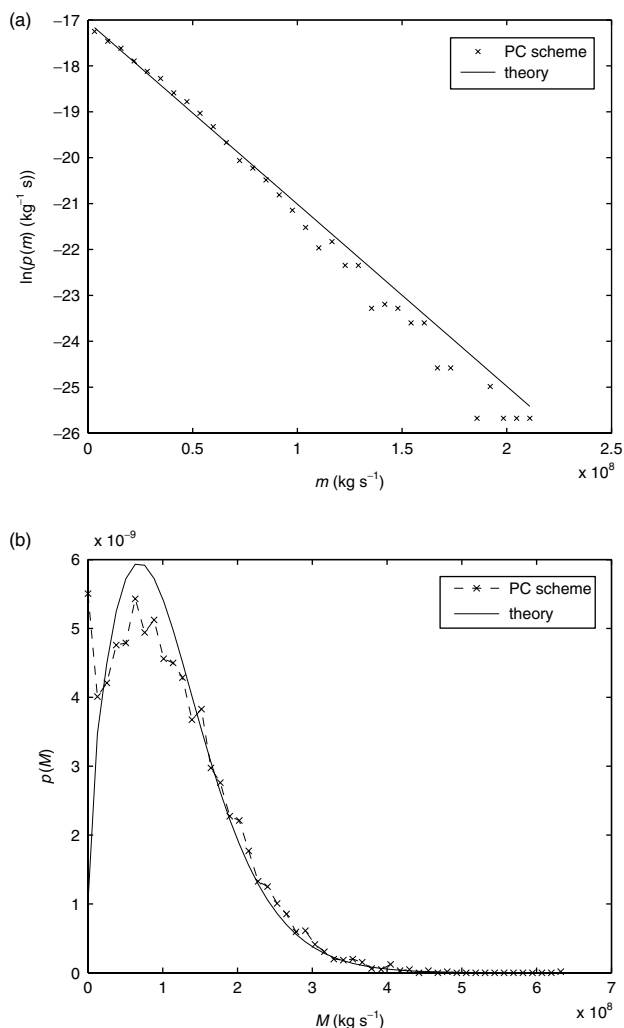 (a)
−17
−18
−19
−20
−21
−22
−23
−24
−25
−26
ln(p(m) (kg⁻¹ s))
PC scheme
theory
0 0.5 1 1.5 2 2.5
m (kg s⁻¹)
x 10⁸
(b)
x 10⁻⁹
6
5
4
3
2
1
0
p(M)
PC scheme
theory
0 1 2 3 4 5 6 7
M (kg s⁻¹)
x 10⁸